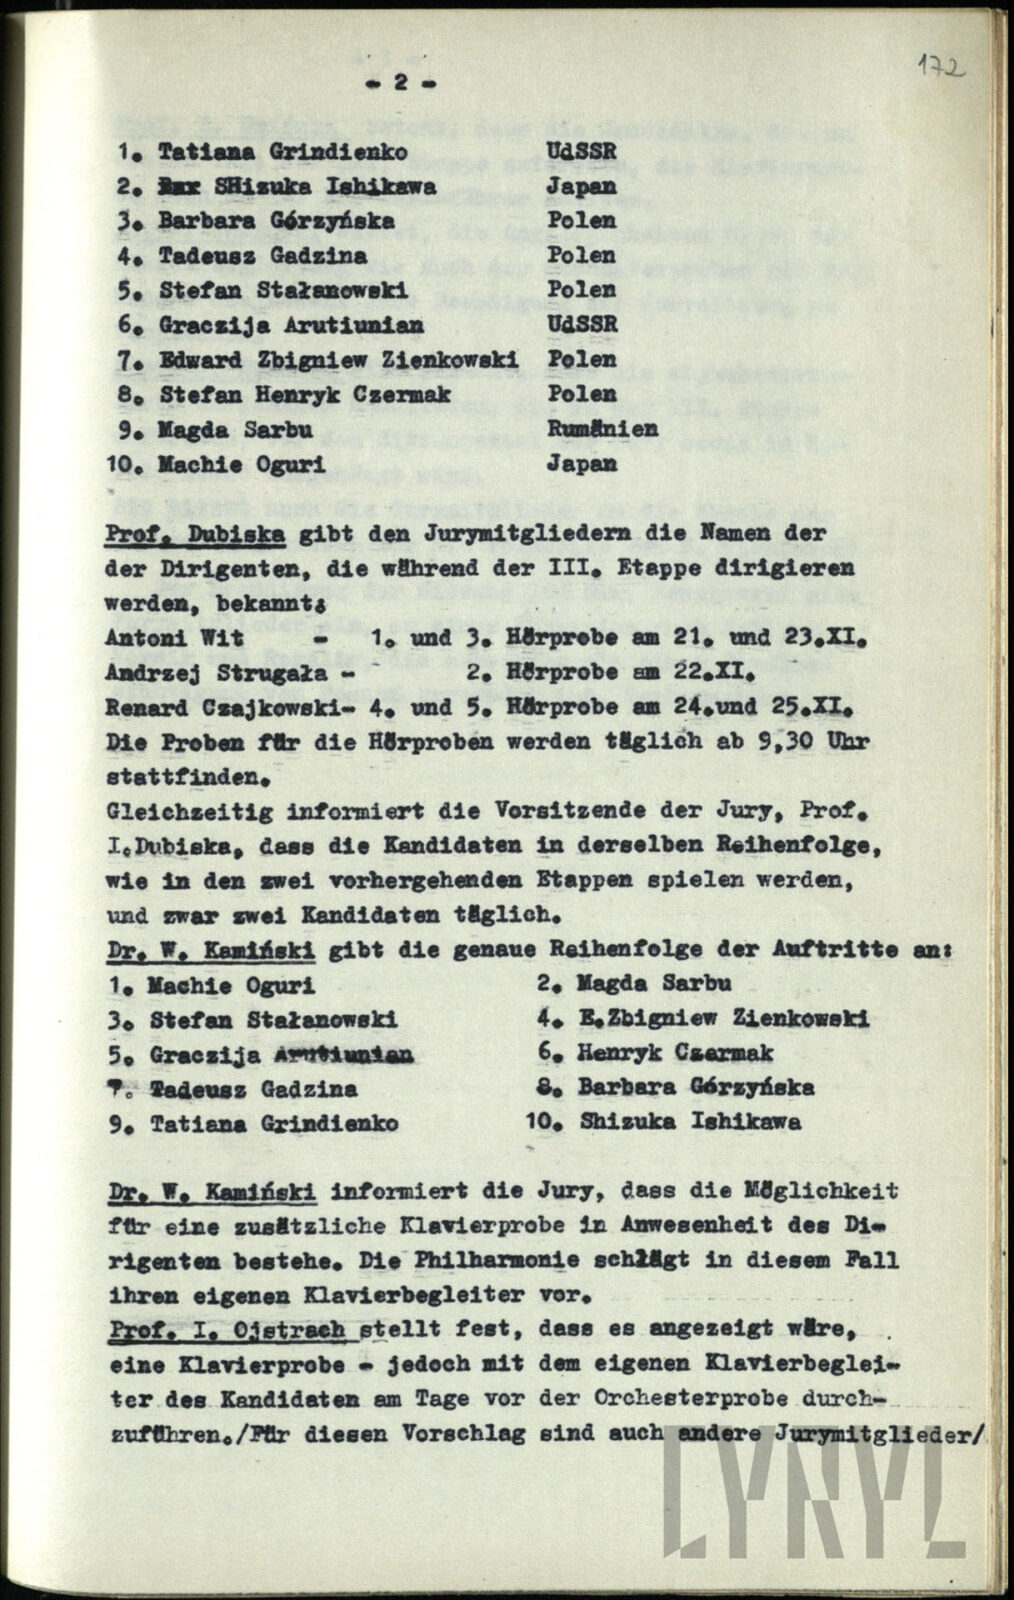 172
- 2 -
1. Tatiana Grindienko UdSSR
2. SHizuka Ishikawa Japan
3. Barbara Górzyńska Polen
4. Tadeusz Gadzina Polen
5. Stefan Stałanowski Polen
6. Graczija Arutiunian UdSSR
7. Edward Zbigniew Zienkowski Polen
8. Stefan Henryk Czermak Polen
9. Magda Sarbu Rumänien
10. Machie Oguri Japan
Prof. Dubiska gibt den Jurymitgliedern die Namen der
der Dirigenten, die während der III. Etappe dirigieren
werden, bekannt:
Antoni Wit - 1. und 3. Hörprobe am 21. und 23.XI.
Andrzej Strugała - 2. Hörprobe am 22.XI.
Renard Czajkowski- 4. und 5. Hörprobe am 24.und 25.XI.
Die Proben für die Hörproben werden täglich ab 9,30 Uhr
stattfinden.
Gleichzeitig informiert die Vorsitzende der Jury, Prof.
I.Dubiska, dass die Kandidaten in derselben Reihenfolge,
wie in den zwei vorhergehenden Etappen spielen werden,
und zwar zwei Kandidaten täglich.
Dr. W. Kamiński gibt die genaue Reihenfolge der Auftritte an:
1. Machie Oguri 2. Magda Sarbu
3. Stefan Stałanowski 4. E.Zbigniew Zienkowski
5. Graczija Arutiunian 6. Henryk Czermak
7. Tadeusz Gadzina 8. Barbara Górzyńska
9. Tatiana Grindienko 10. Shizuka Ishikawa
Dr. W. Kamiński informiert die Jury, dass die Möglichkeit
für eine zusätzliche Klavierprobe in Anwesenheit des Di-
rigenten bestehe. Die Philharmonie schlägt in diesem Fall
ihren eigenen Klavierbegleiter vor.
Prof. I. Ojstrach stellt fest, dass es angezeigt wäre,
eine Klavierprobe - jedoch mit dem eigenen Klavierbeglei-
ter des Kandidaten am Tage vor der Orchesterprobe durch-
zuführen./Für diesen Vorschlag sind auch andere Jurymitglieder/